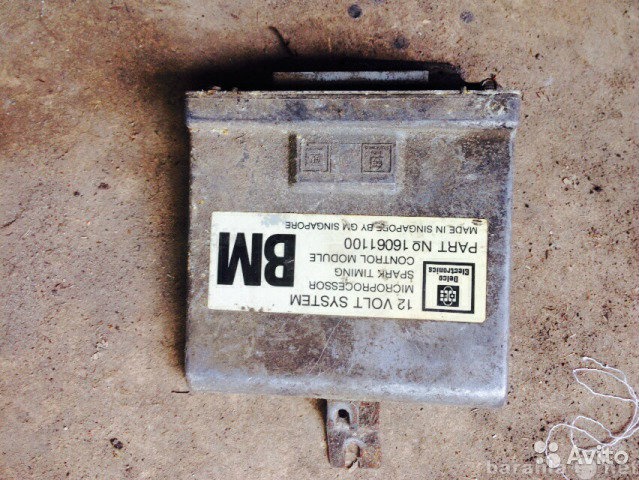 12 VOLT SYSTEM
MICROPROCESSOR
SPARK TIMING
CONTROL MODULE
BM
Delco
Electronics
PART No 16061100
MADE IN SINGAPORE BY GM SINGAPORE
Avito